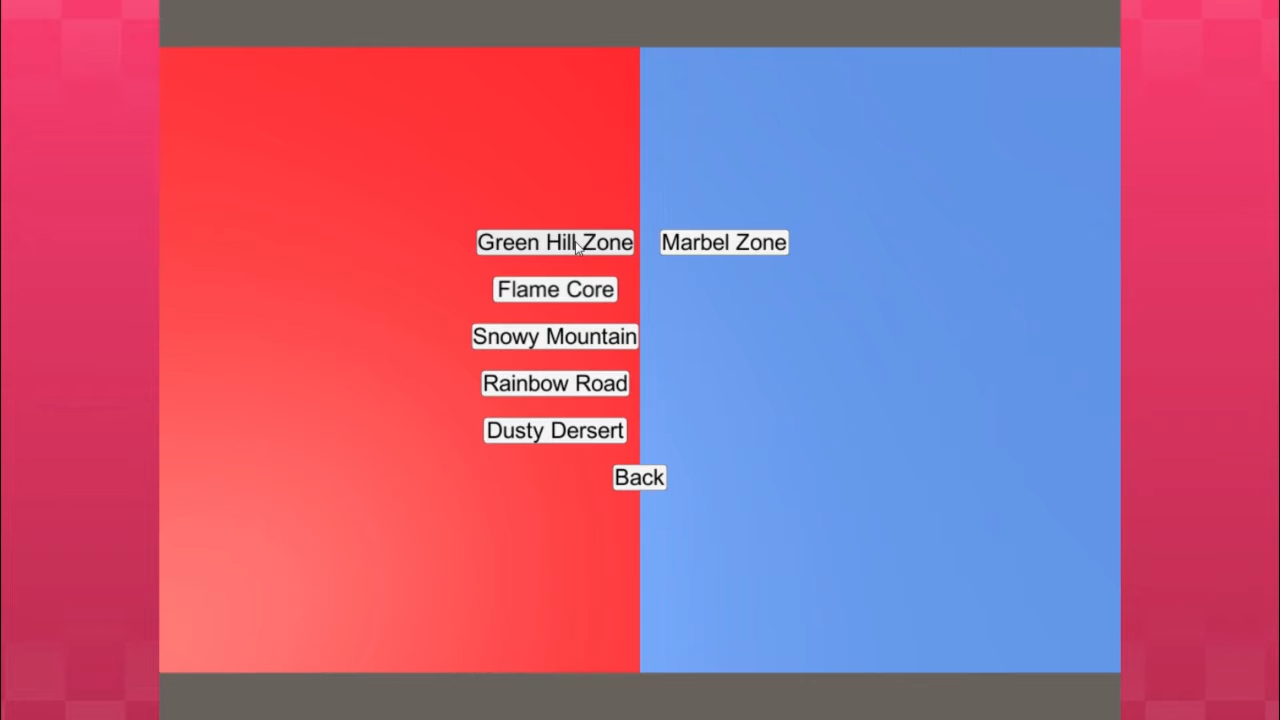 Green Hill Zone Marbel Zone
Flame Core
Snowy Mountain
Rainbow Road
Dusty Dersert
Back